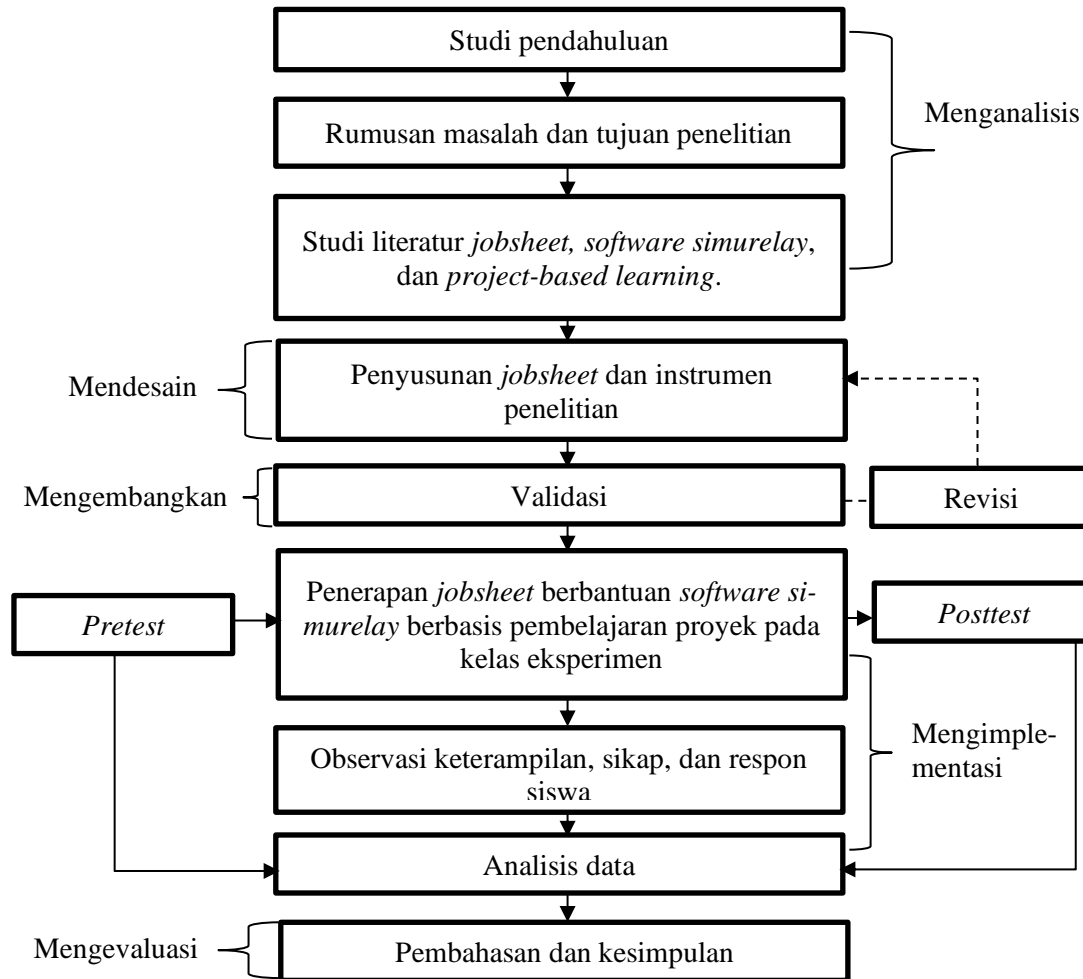 Studi pendahuluan
Menganalisis
Rumusan masalah dan tujuan penelitian
Studi literatur jobsheet, software simurelay,
dan project-based learning.
Mendesain
Penyusunan jobsheet dan instrumen
penelitian
Mengembangkan
Validasi
Revisi
Pretest
Penerapan jobsheet berbantuan software si-
murelay berbasis pembelajaran proyek pada
kelas eksperimen
Posttest
Observasi keterampilan, sikap, dan respon
siswa
Mengimple-
mentasi
Analisis data
Mengevaluasi
Pembahasan dan kesimpulan